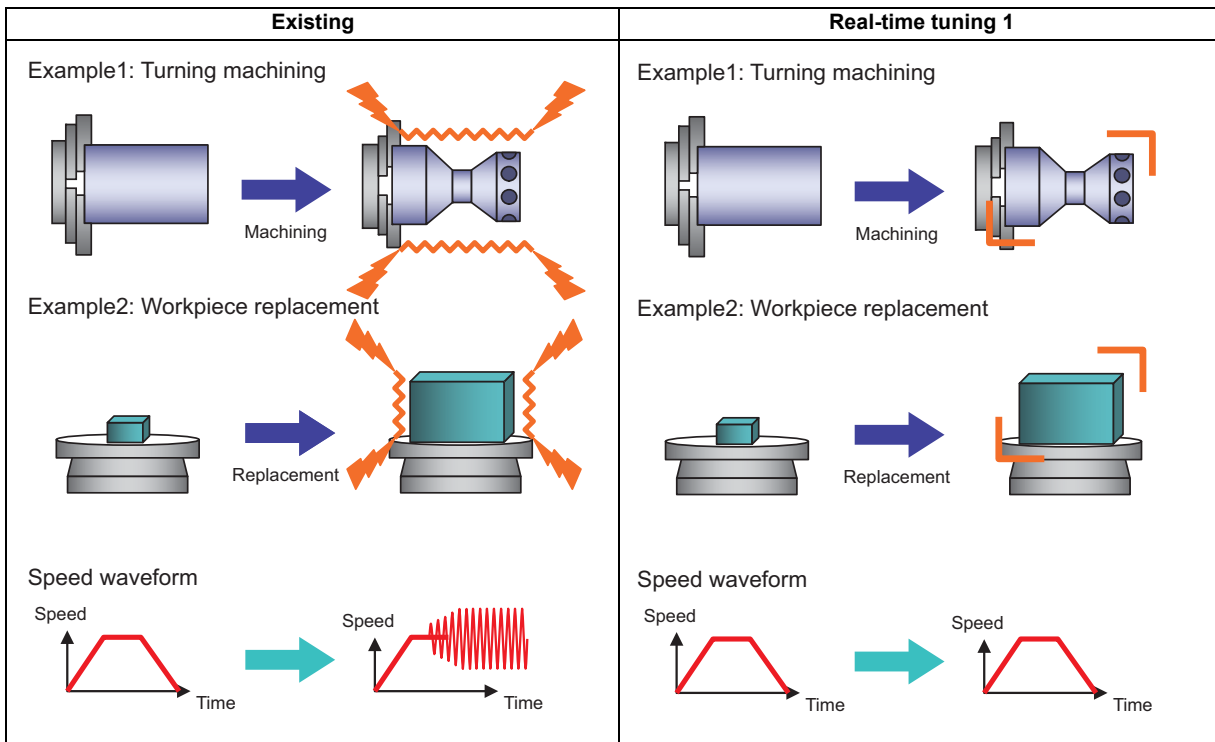 Existing
Example1: Turning machining
Machining
Example2: Workpiece replacement
Replacement
Speed waveform
Speed
Time
Speed
Time
Real-time tuning 1
Example1: Turning machining
Machining
Example2: Workpiece replacement
Replacement
Speed waveform
Speed
Time
Speed
Time